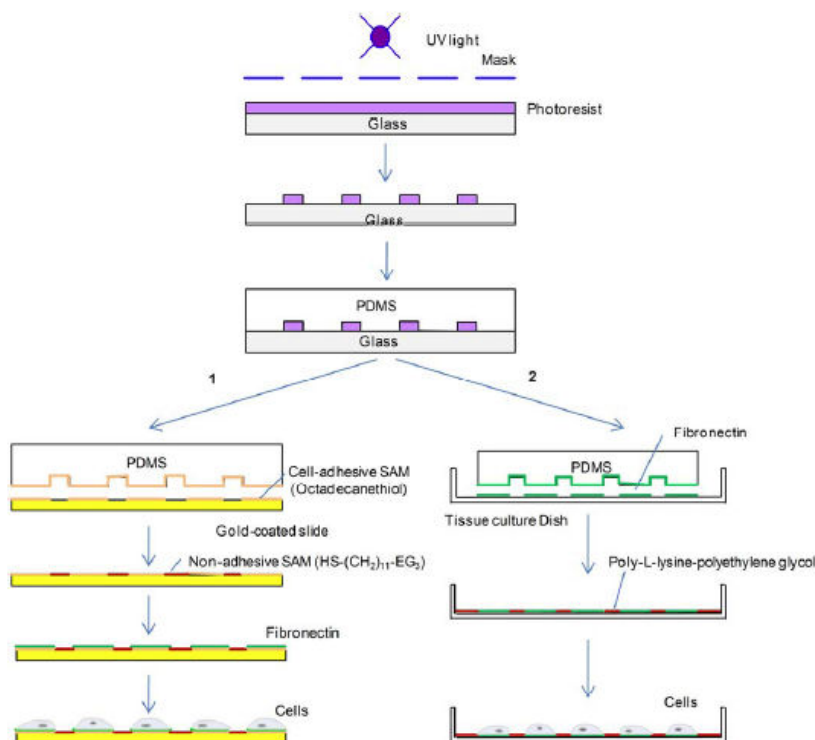 UV light
Mask
Photoresist
Glass
Glass
PDMS
Glass
1
2
PDMS
Cell-adhesive SAM
(Octadecanethiol)
Gold-coated slide
Non-adhesive SAM (HS-(CH₂)₁₁-EG₃)
Fibronectin
Cells
Fibronectin
PDMS
Tissue culture Dish
Poly-L-lysine-polyethylene glycol
Cells